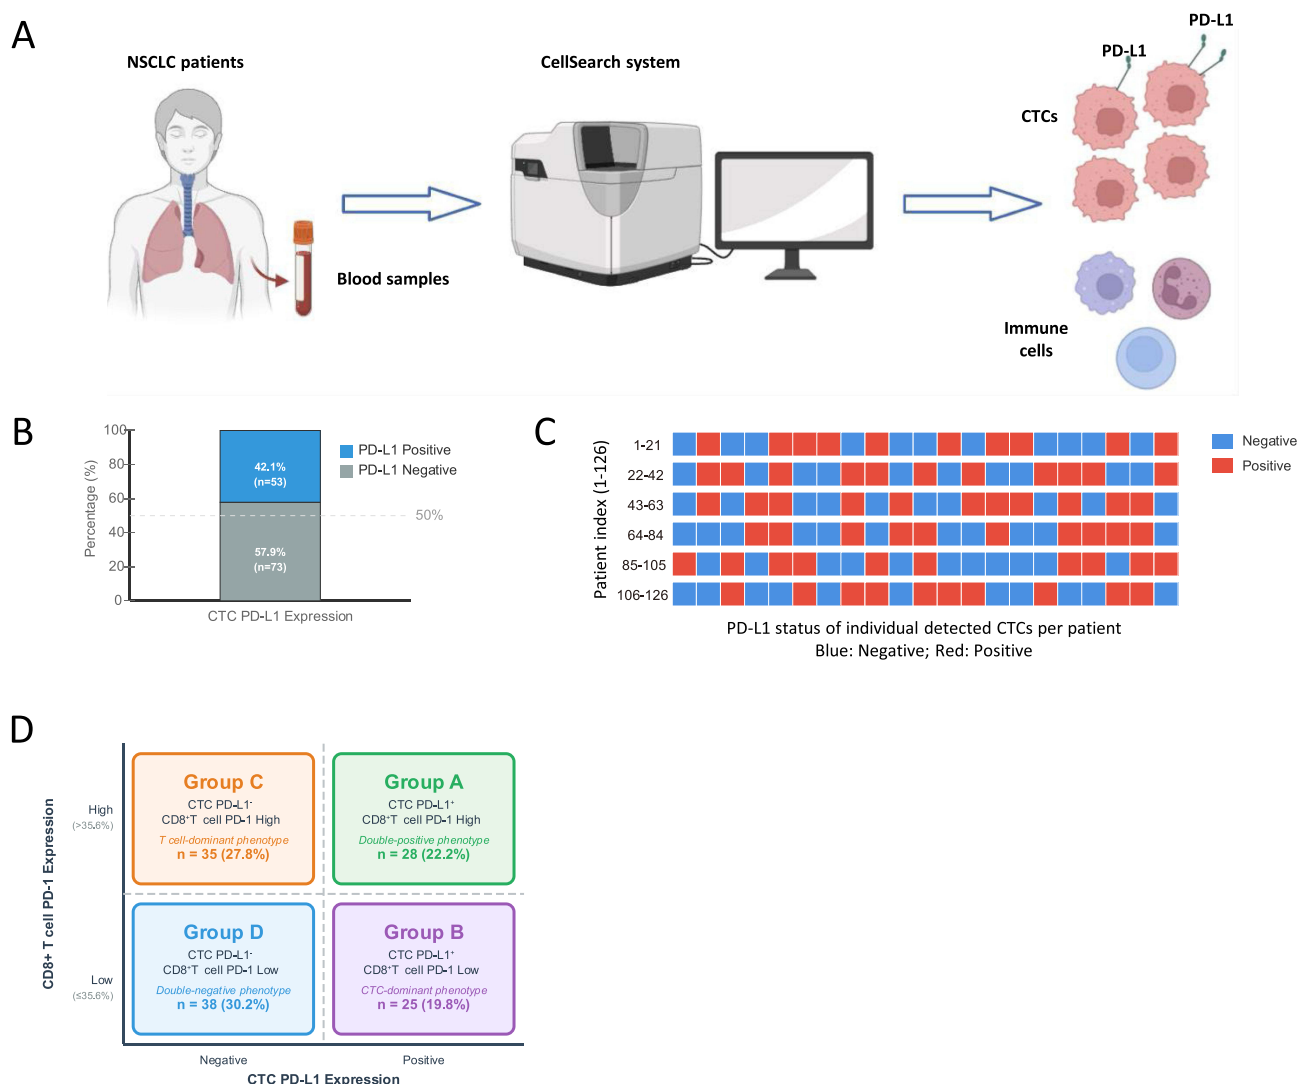 A
NSCLC patients
Blood samples
CellSearch system
PD-L1
PD-L1
CTCs
Immune
cells
B
100
80
60
40
20
0
Percentage (%)
42.1%
(n=53)
57.9%
(n=73)
50%
CTC PD-L1 Expression
PD-L1 Positive
PD-L1 Negative
C
Patient index (1-126)
1-21
22-42
43-63
64-84
85-105
106-126
Negative
Positive
PD-L1 status of individual detected CTCs per patient
Blue: Negative; Red: Positive
D
CD8+ T cell PD-1 Expression
High
(>35.6%)
Low
(≤35.6%)
Group C
CTC PD-L1⁻
CD8⁺T cell PD-1 High
T cell-dominant phenotype
n = 35 (27.8%)
Group A
CTC PD-L1⁺
CD8⁺T cell PD-1 High
Double-positive phenotype
n = 28 (22.2%)
Group D
CTC PD-L1⁻
CD8⁺T cell PD-1 Low
Double-negative phenotype
n = 38 (30.2%)
Group B
CTC PD-L1⁺
CD8⁺T cell PD-1 Low
CTC-dominant phenotype
n = 25 (19.8%)
Negative
Positive
CTC PD-L1 Expression